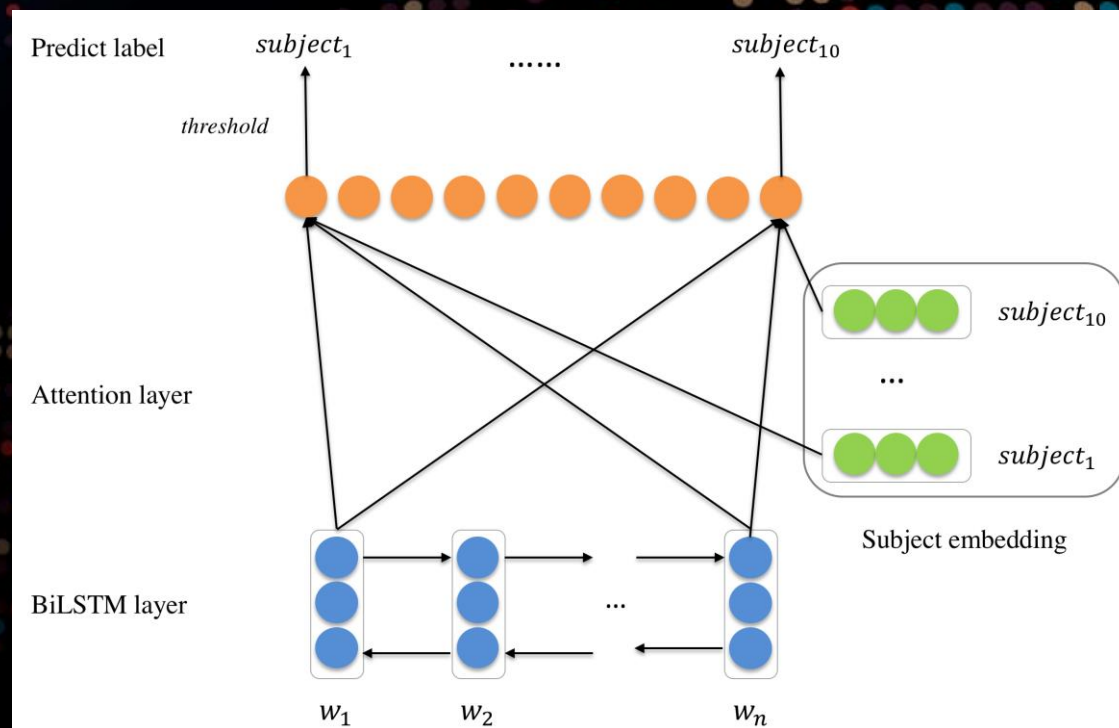 Predict label
subject₁
......
subject₁₀
threshold
subject₁₀
...
Attention layer
subject₁
Subject embedding
BiLSTM layer
...
w₁
w₂
wₙ